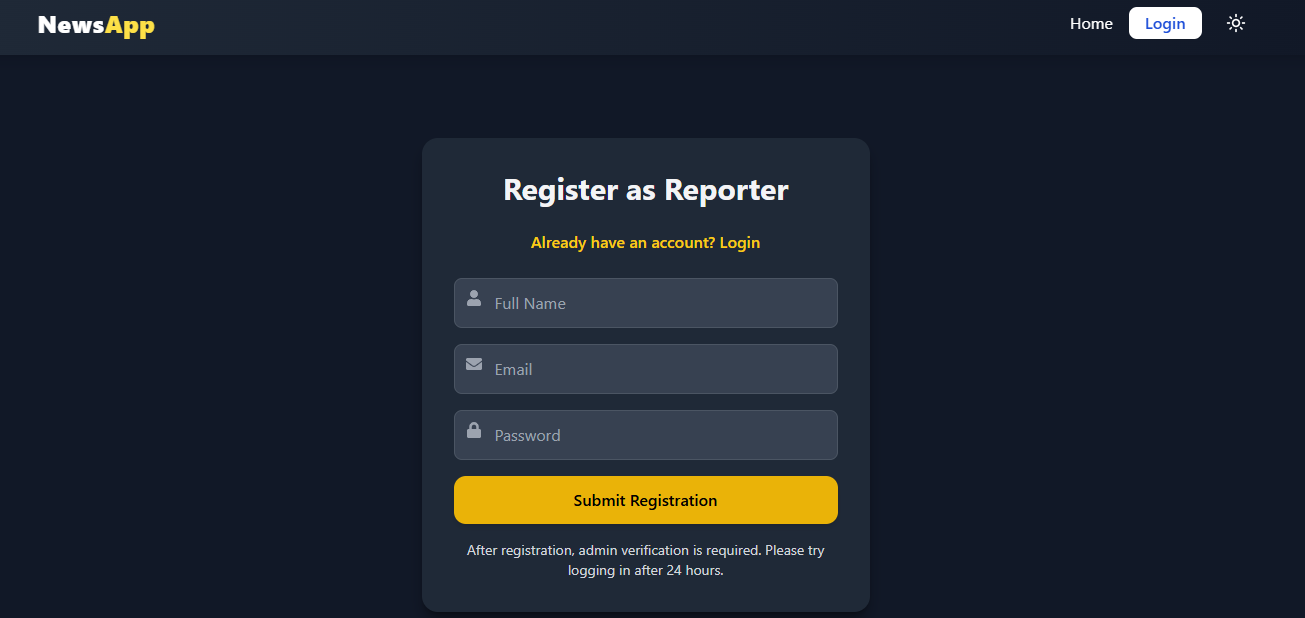 NewsApp
Home
Login
Register as Reporter
Already have an account? Login
Full Name
Email
Password
Submit Registration
After registration, admin verification is required. Please try
logging in after 24 hours.